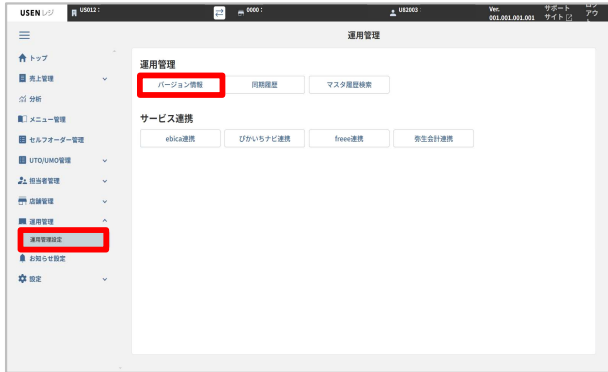 USENレジ US012： 0000： U82003 Ver. 001.001.001.001 サポートサイト ログアウト
運用管理
トップ
売上管理
分析
メニュー管理
セルフオーダー管理
UTO/UMO管理
担当者管理
店舗管理
運用管理
運用管理設定
お知らせ設定
設定
運用管理
バージョン情報 同期履歴 マスタ履歴検索
サービス連携
ebica連携 ぴかいちナビ連携 freee連携 弥生会計連携